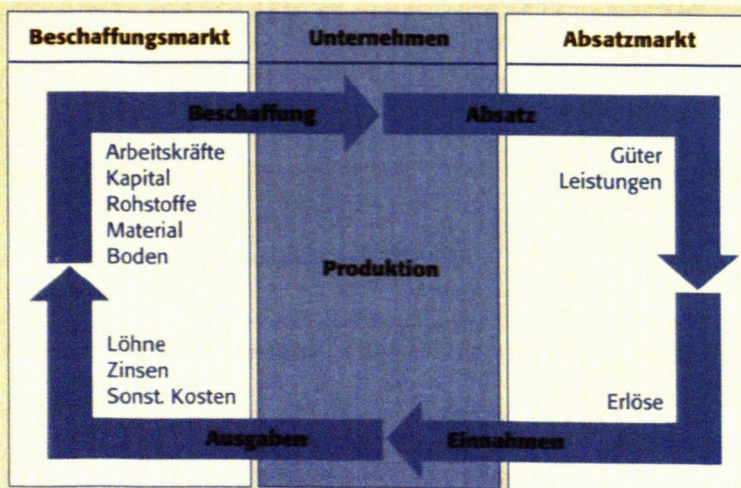 Beschaffungsmarkt
Unternehmen
Absatzmarkt
Beschaffung
Absatz
Arbeitskräfte
Kapital
Rohstoffe
Material
Boden
Güter
Leistungen
Produktion
Löhne
Zinsen
Sonst. Kosten
Erlöse
Ausgaben
Einnahmen